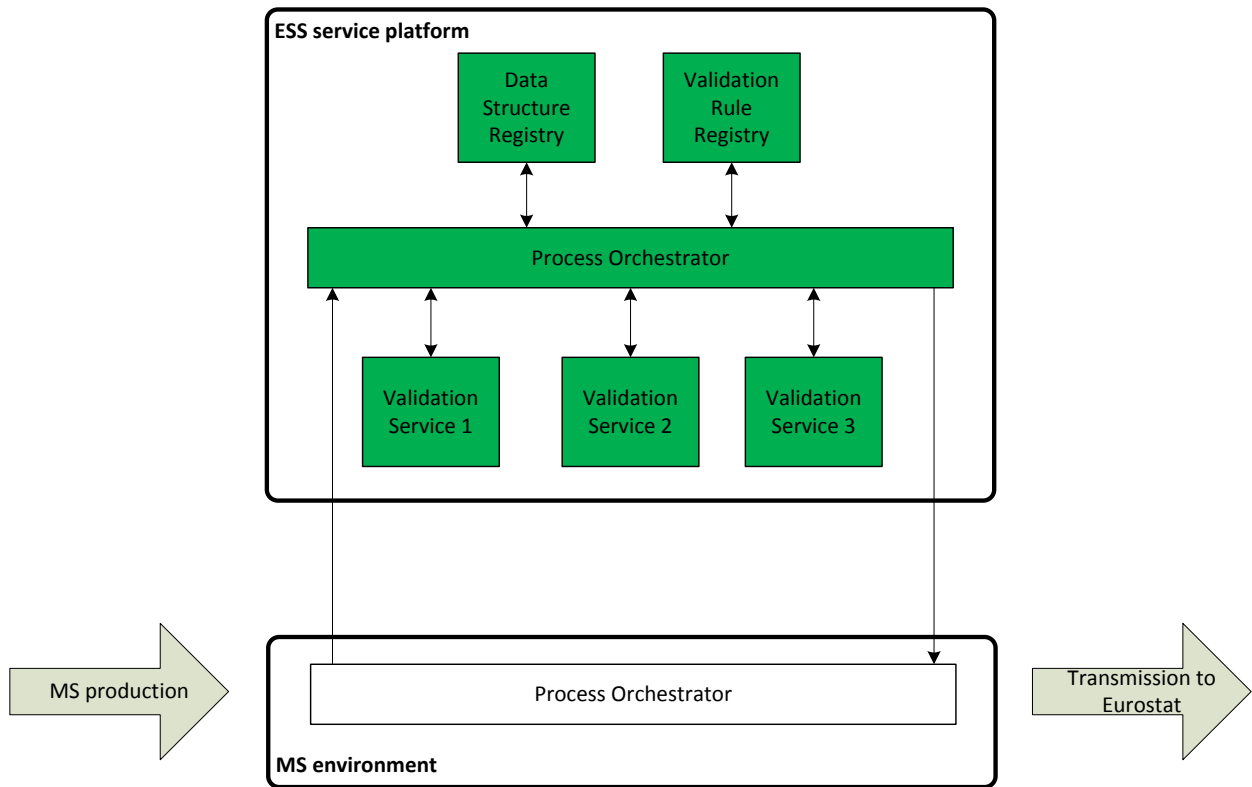 ESS service platform
Data
Structure
Registry
Validation
Rule
Registry
Process Orchestrator
Validation
Service 1
Validation
Service 2
Validation
Service 3
MS production
Process Orchestrator
Transmission to
Eurostat
MS environment